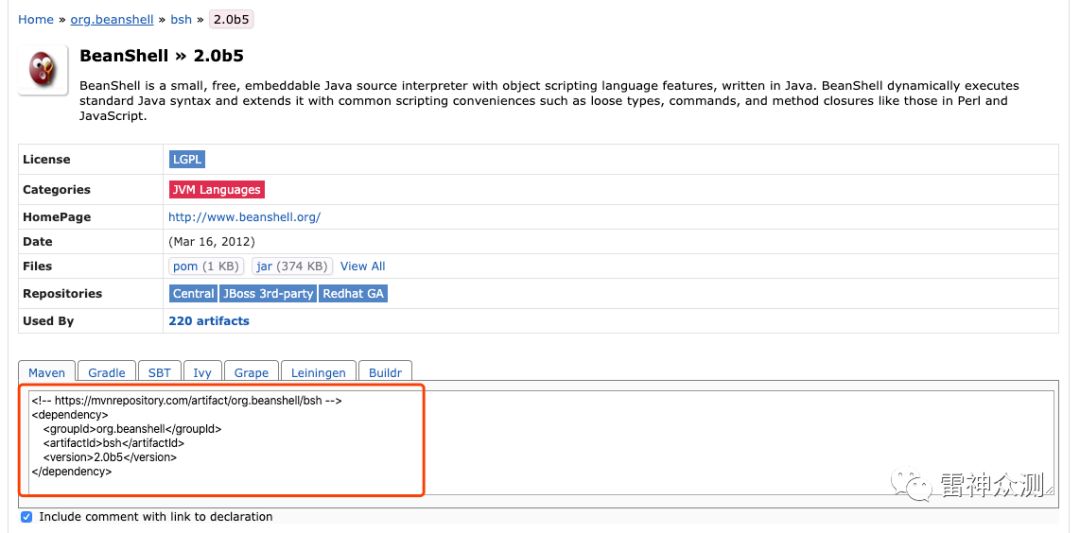 Home » org.beanshell » bsh » 2.0b5
BeanShell » 2.0b5
BeanShell is a small, free, embeddable Java source interpreter with object scripting language features, written in Java. BeanShell dynamically executes
standard Java syntax and extends it with common scripting conveniences such as loose types, commands, and method closures like those in Perl and
JavaScript.
License LGPL
Categories JVM Languages
HomePage http://www.beanshell.org/
Date (Mar 16, 2012)
Files pom (1 KB) jar (374 KB) View All
Repositories Central JBoss 3rd-party Redhat GA
Used By 220 artifacts
Maven Gradle SBT Ivy Grape Leiningen Buildr
<!-- https://mvnrepository.com/artifact/org.beanshell/bsh -->
<dependency>
    <groupId>org.beanshell</groupId>
    <artifactId>bsh</artifactId>
    <version>2.0b5</version>
</dependency>
雷神众测
Include comment with link to declaration